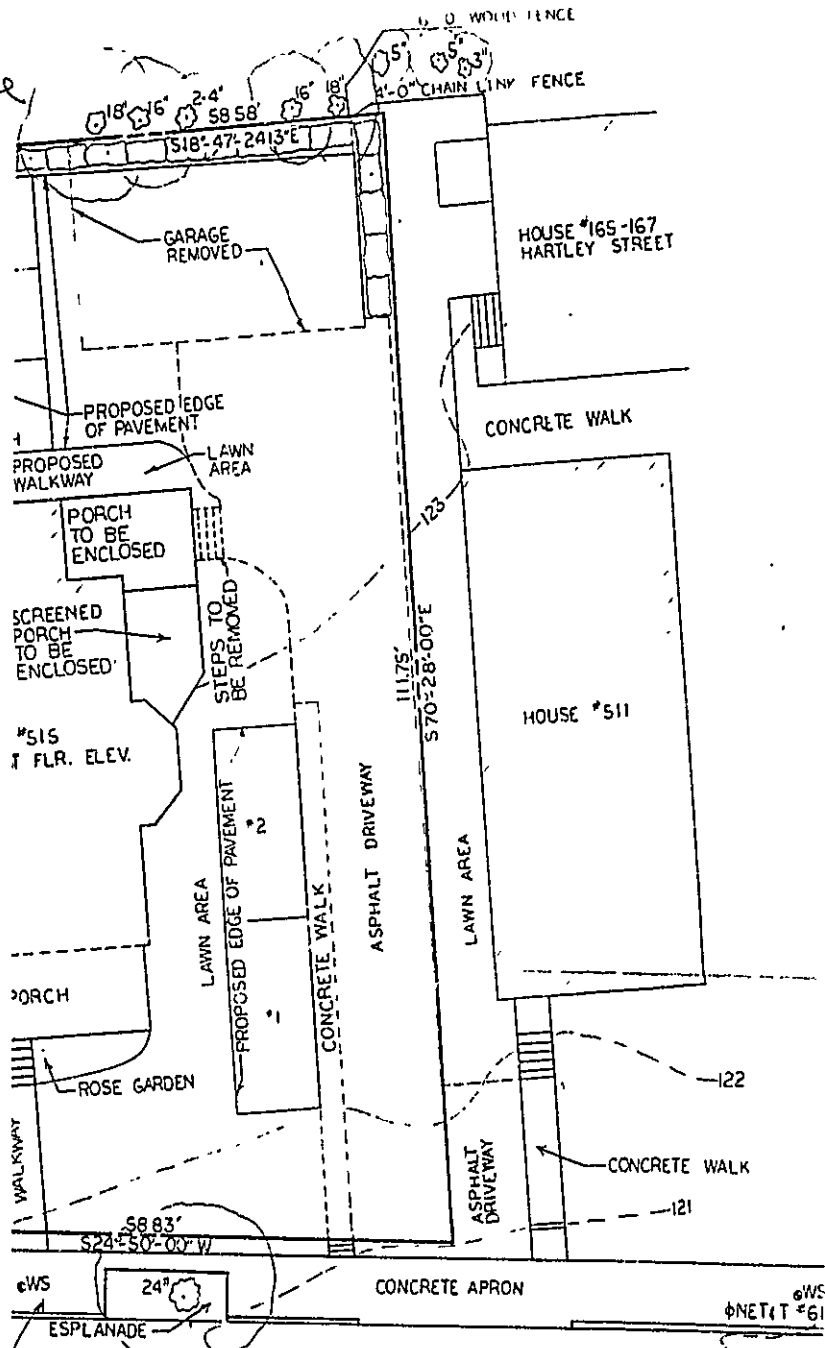 WOOD FENCE
5" 5" 3"
18" 16" 2-4" 16" 18" 4'-0" CHAIN LINK FENCE
58 58'
S18°-47'-2413"E
GARAGE
REMOVED
HOUSE #165-167
HARTLEY STREET
PROPOSED EDGE
OF PAVEMENT
CONCRETE WALK
PROPOSED
WALKWAY
LAWN
AREA
PORCH
TO BE
ENCLOSED
123
SCREENED
PORCH
TO BE
ENCLOSED
STEPS TO
BE REMOVED
111.75'
S70°-28'-00"E
HOUSE #511
#515
FLR. ELEV.
LAWN AREA
PROPOSED EDGE OF PAVEMENT
#2
#1
CONCRETE WALK
ASPHALT DRIVEWAY
LAWN AREA
PORCH
ROSE GARDEN
122
WALKWAY
ASPHALT
DRIVEWAY
CONCRETE WALK
121
58 83'
S24°-50'-00"W
WS
24"
CONCRETE APRON
WS
NET&T #61
ESPLANADE